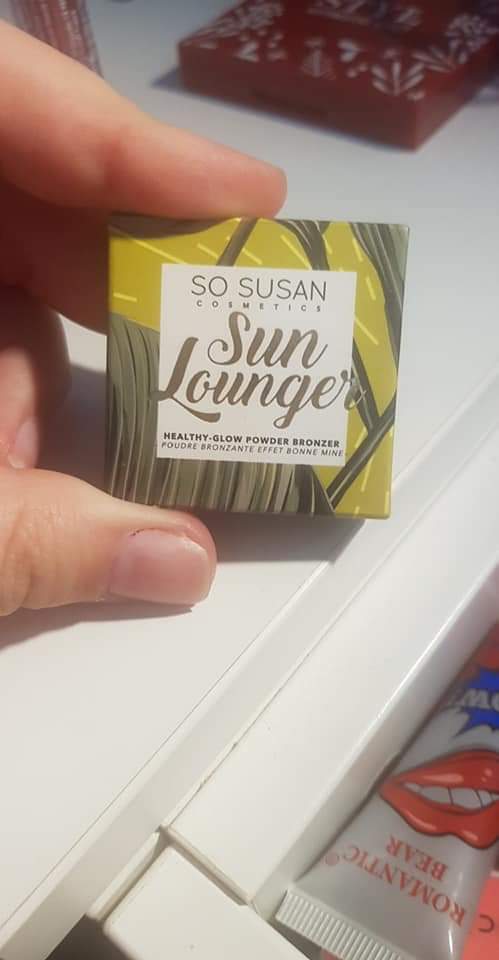 SO SUSAN
COSMETICS
Sun
Lounger
HEALTHY-GLOW POWDER BRONZER
POUDRE BRONZANTE EFFET BONNE MINE
ROMANTIC®
BEAR